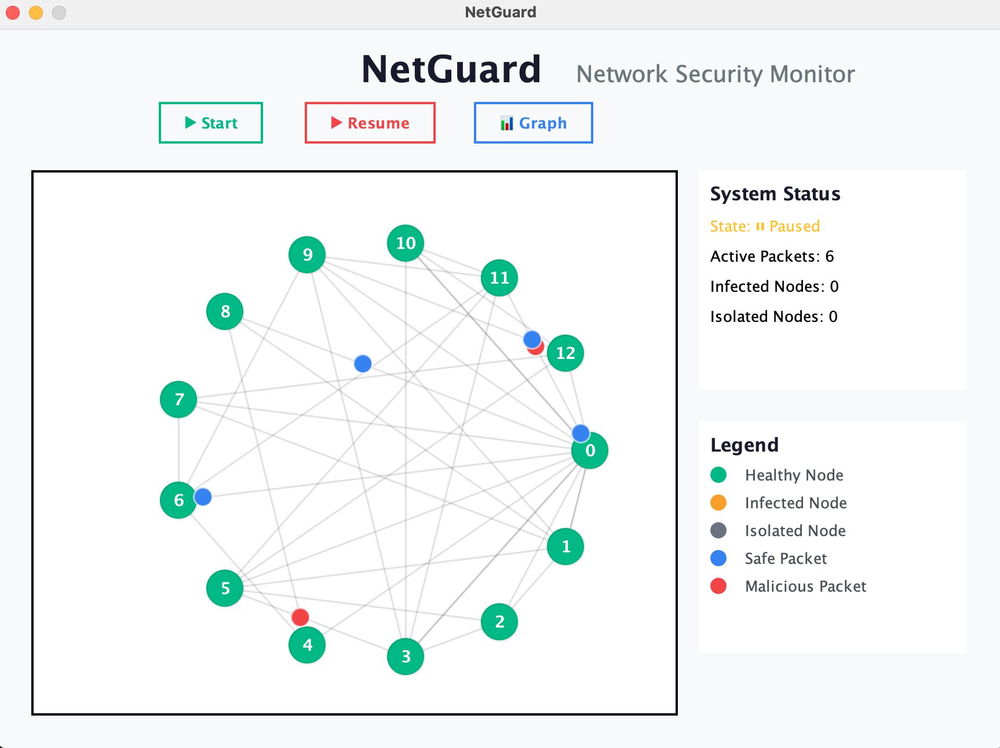 NetGuard
NetGuard Network Security Monitor
▶ Start
▶ Resume
Graph
System Status
State: ⏸ Paused
Active Packets: 6
Infected Nodes: 0
Isolated Nodes: 0
10
9
11
8
12
7
0
6
1
5
2
4
3
Legend
Healthy Node
Infected Node
Isolated Node
Safe Packet
Malicious Packet